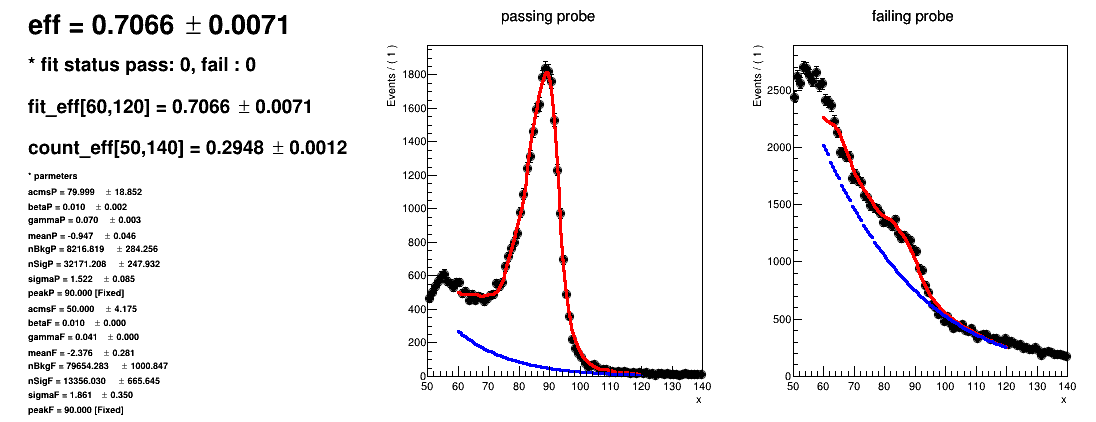 eff = 0.7066 ± 0.0071
* fit status pass: 0, fail : 0
fit_eff[60,120] = 0.7066 ± 0.0071
count_eff[50,140] = 0.2948 ± 0.0012
* parmeters
acmsP = 79.999 ± 18.852
betaP = 0.010 ± 0.002
gammaP = 0.070 ± 0.003
meanP = -0.947 ± 0.046
nBkgP = 8216.819 ± 284.256
nSigP = 32171.208 ± 247.932
sigmaP = 1.522 ± 0.085
peakP = 90.000 [Fixed]
acmsF = 50.000 ± 4.175
betaF = 0.010 ± 0.000
gammaF = 0.041 ± 0.000
meanF = -2.376 ± 0.281
nBkgF = 79654.283 ± 1000.847
nSigF = 13356.030 ± 665.645
sigmaF = 1.861 ± 0.350
peakF = 90.000 [Fixed]
passing probe
Events / ( 1 )
1800
1600
1400
1200
1000
800
600
400
200
0
50 60 70 80 90 100 110 120 130 140
x
failing probe
Events / ( 1 )
2500
2000
1500
1000
500
0
50 60 70 80 90 100 110 120 130 140
x